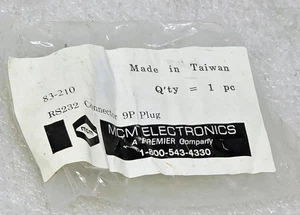 Made in Taiwan
83-210
Q'ty = 1 pc
RS232 Connector 9P Plug
MCM
MCM ELECTRONICS
A PREMIER Company
1-800-543-4330